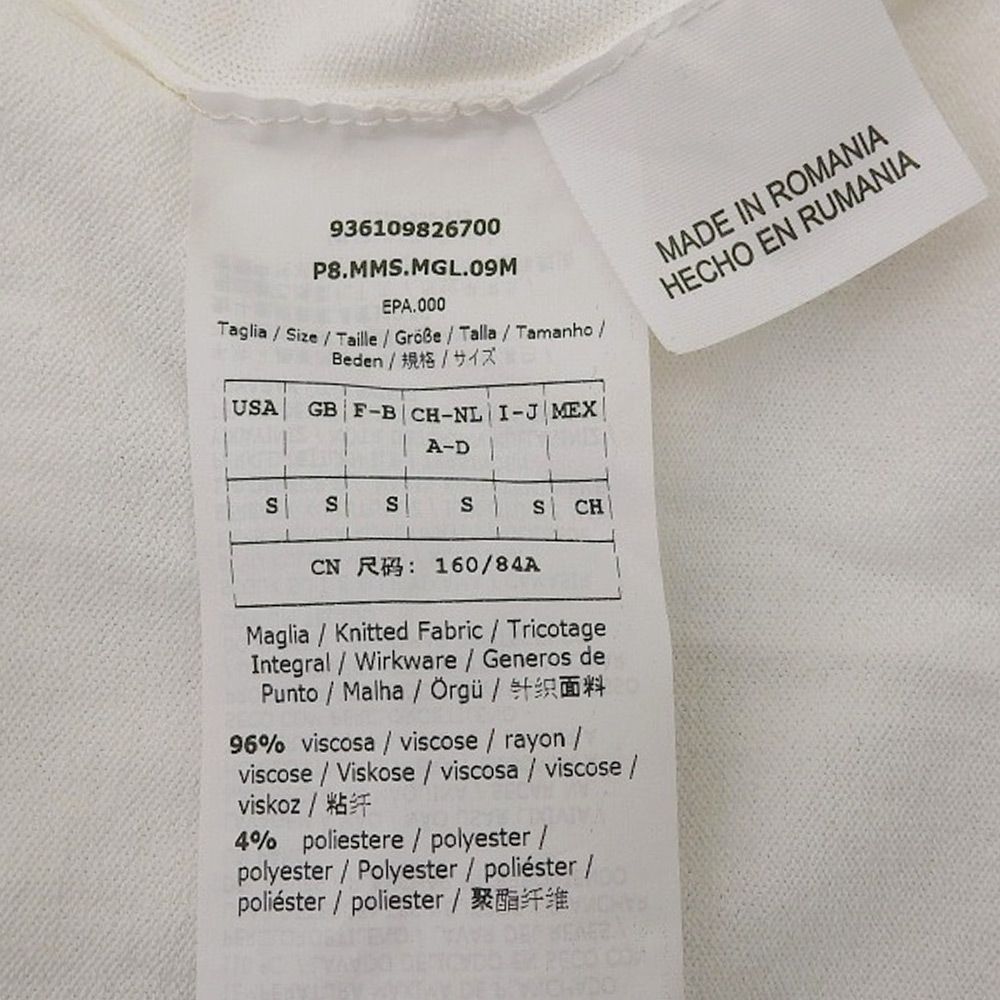 936109826700
P8.MMS.MGL.09M
EPA.000
Taglia / Size / Taille / Größe / Talla / Tamanho /
Beden / 規格 / サイズ
USA GB F-B CH-NL I-J MEX
A-D
S S S S S CH
CN 尺码: 160/84A
Maglia / Knitted Fabric / Tricotage
Integral / Wirkware / Generos de
Punto / Malha / Örgü / 针织面料
96% viscosa / viscose / rayon /
viscose / Viskose / viscosa / viscose /
viskoz / 粘纤
4% poliestere / polyester /
polyester / Polyester / poliéster /
poliéster / poliester / 聚酯纤维
MADE IN ROMANIA
HECHO EN RUMANIA